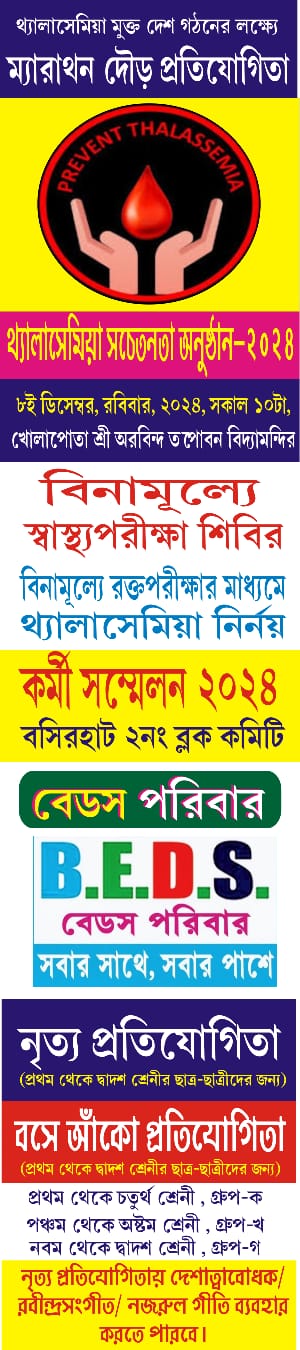 থ্যালাসেমিয়া মুক্ত দেশ গঠনের লক্ষ্যে
ম্যারাথন দৌড় প্রতিযোগিতা
PREVENT THALASSEMIA
থ্যালাসেমিয়া সচেতনতা অনুষ্ঠান-২০২৪
৮ই ডিসেম্বর, রবিবার, ২০২৪, সকাল ১০টা,
খোলাপোতা শ্রী অরবিন্দ তপোবন বিদ্যামন্দির
বিনামূল্যে
স্বাস্থ্যপরীক্ষা শিবির
বিনামূল্যে রক্তপরীক্ষার মাধ্যমে
থ্যালাসেমিয়া নির্নয়
কর্মী সম্মেলন ২০২৪
বসিরহাট ২নং ব্লক কমিটি
বেডস পরিবার
B.E.D.S.
বেডস পরিবার
সবার সাথে, সবার পাশে
নৃত্য প্রতিযোগিতা
(প্রথম থেকে দ্বাদশ শ্রেনীর ছাত্র-ছাত্রীদের জন্য)
বসে আঁকো প্রতিযোগিতা
(প্রথম থেকে দ্বাদশ শ্রেনীর ছাত্র-ছাত্রীদের জন্য)
প্রথম থেকে চতুর্থ শ্রেনী , গ্রুপ-ক
পঞ্চম থেকে অষ্টম শ্রেনী , গ্রুপ-খ
নবম থেকে দ্বাদশ শ্রেনী , গ্রুপ-গ
নৃত্য প্রতিযোগিতায় দেশাত্মবোধক/
রবীন্দ্রসংগীত/ নজরুল গীতি ব্যবহার
করতে পারবে।